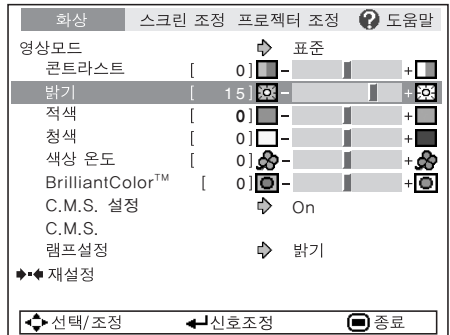 화상 스크린 조정 프로젝터 조정 ? 도움말
영상모드 표준
콘트라스트 [ 0] - +
밝기 [ 15] - +
적색 [ 0] - +
청색 [ 0] - +
색상 온도 [ 0] - +
BrilliantColor™ [ 0] - +
C.M.S. 설정 On
C.M.S.
램프설정 밝기
재설정
선택/조정 신호조정 종료